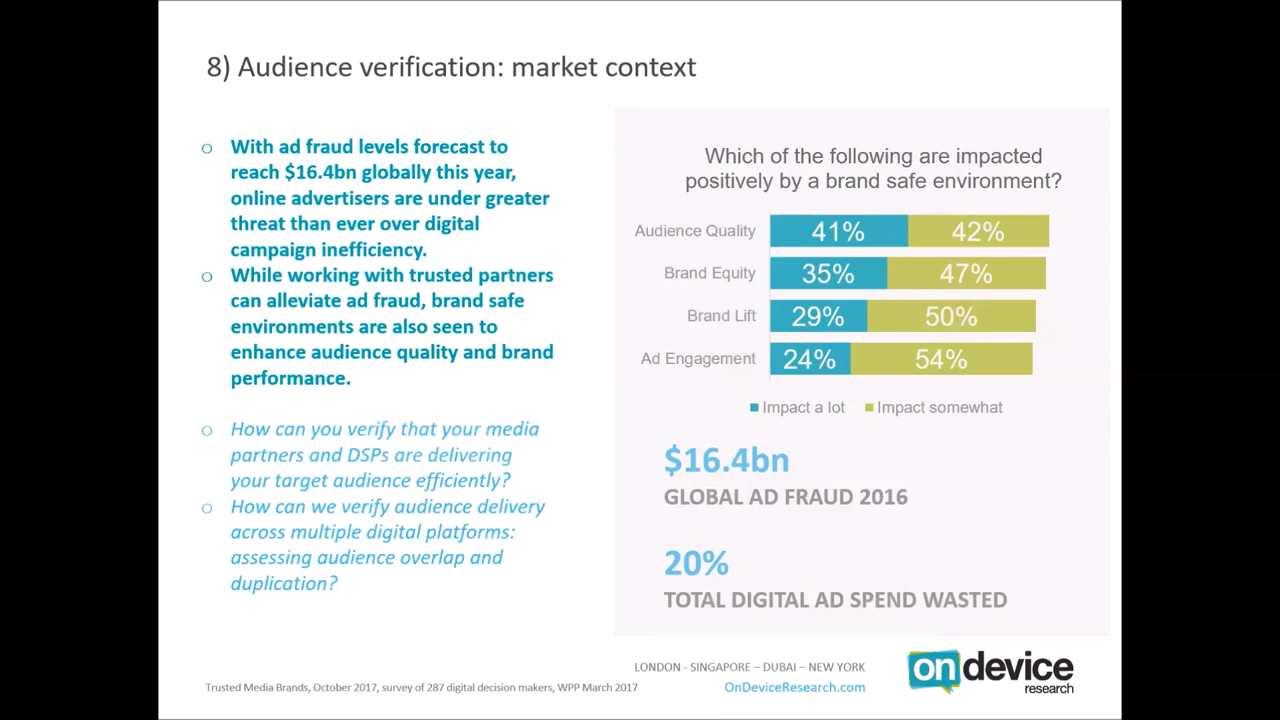 8) Audience verification: market context
o With ad fraud levels forecast to
reach $16.4bn globally this year,
online advertisers are under greater
threat than ever over digital
campaign inefficiency.
o While working with trusted partners
can alleviate ad fraud, brand safe
environments are also seen to
enhance audience quality and brand
performance.
o How can you verify that your media
partners and DSPs are delivering
your target audience efficiently?
o How can we verify audience delivery
across multiple digital platforms:
assessing audience overlap and
duplication?
Which of the following are impacted
positively by a brand safe environment?
Audience Quality 41% 42%
Brand Equity 35% 47%
Brand Lift 29% 50%
Ad Engagement 24% 54%
Impact a lot Impact somewhat
$16.4bn
GLOBAL AD FRAUD 2016
20%
TOTAL DIGITAL AD SPEND WASTED
Trusted Media Brands, October 2017, survey of 287 digital decision makers, WPP March 2017
LONDON - SINGAPORE – DUBAI – NEW YORK
OnDeviceResearch.com
on device
research